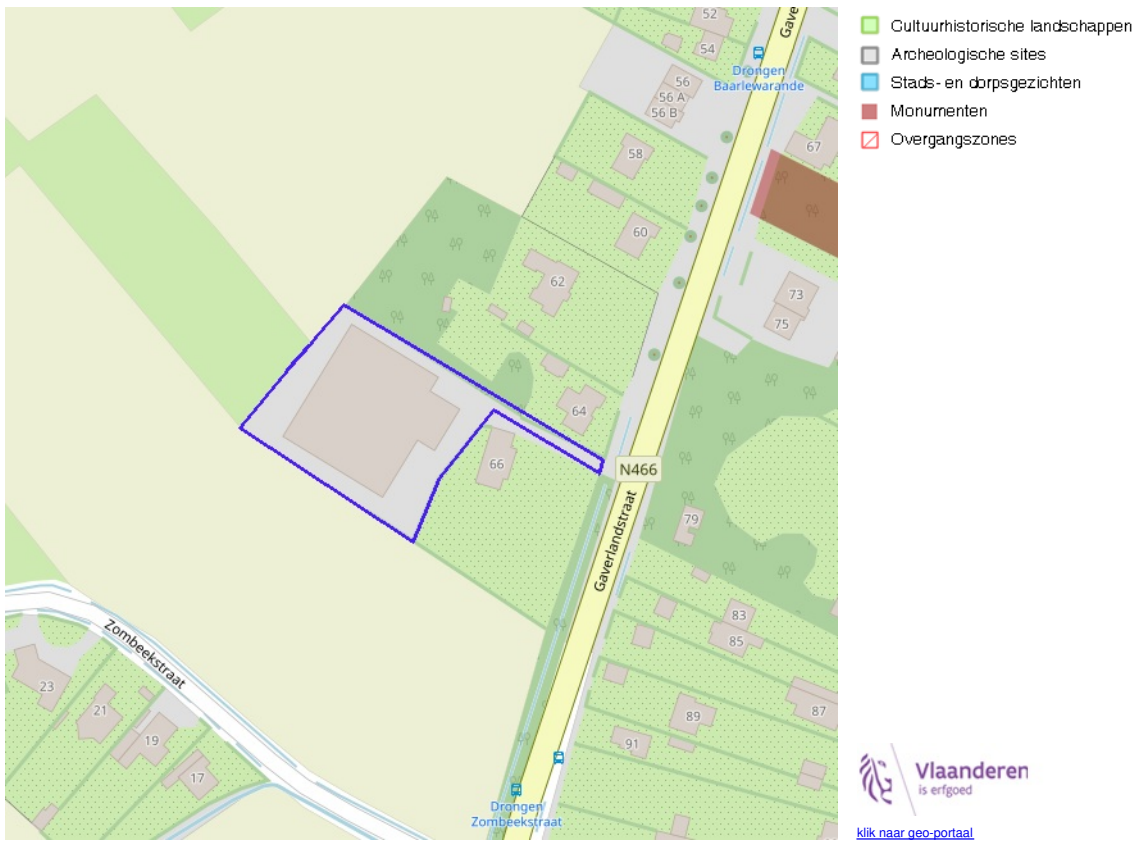 52
54
Gave
Drongen
Baarlewarande
56
56 A
56 B
58
67
60
62
73
75
64
66
N466
Gaverlandstraat
79
83
85
87
89
91
Zombeekstraat
23
21
19
17
Drongen
Zombeekstraat
Cultuurhistorische landschappen
Archeologische sites
Stads- en dorpsgezichten
Monumenten
Overgangszones
Vlaanderen
is erfgoed
klik naar geo-portaal